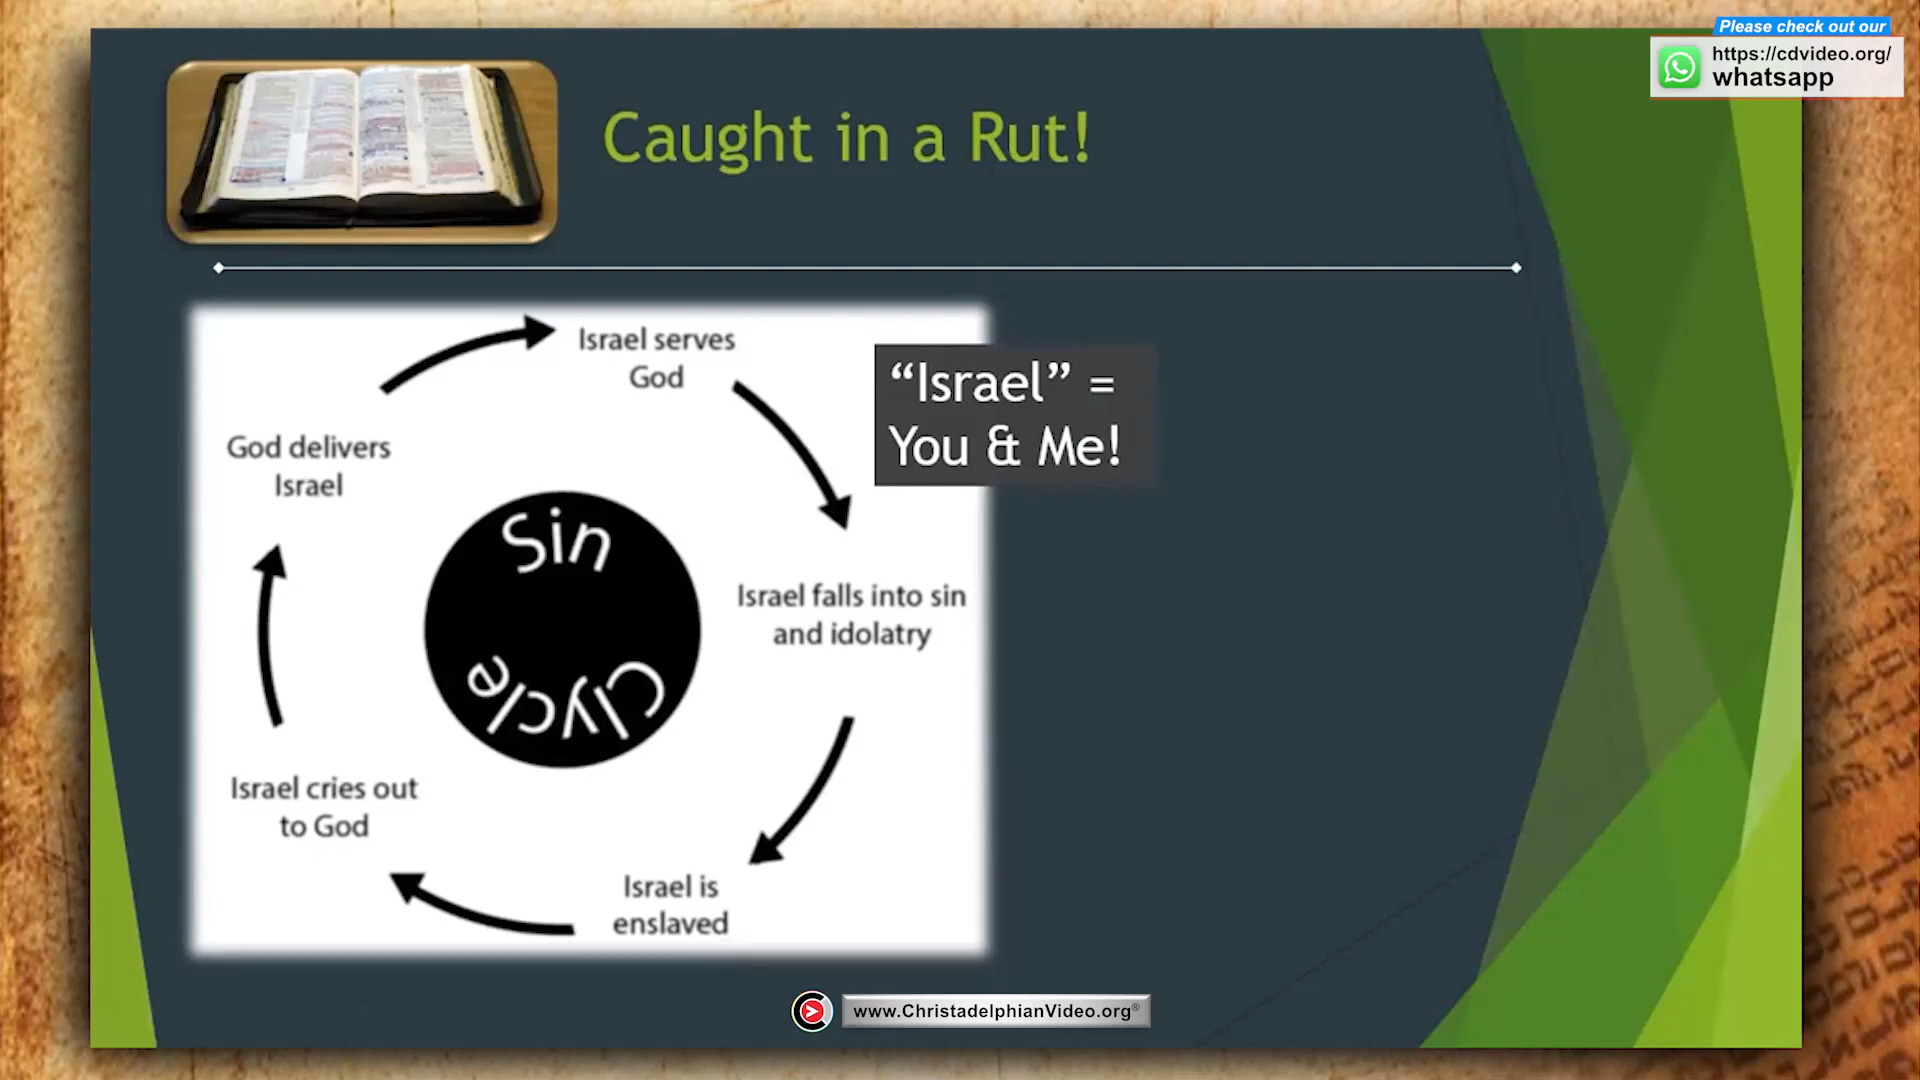 Please check out our
https://cdvideo.org/
whatsapp
Caught in a Rut!
Israel serves
God
“Israel” =
You & Me!
God delivers
Israel
Sin
Clycle
Israel falls into sin
and idolatry
Israel cries out
to God
Israel is
enslaved
www.ChristadelphianVideo.org®